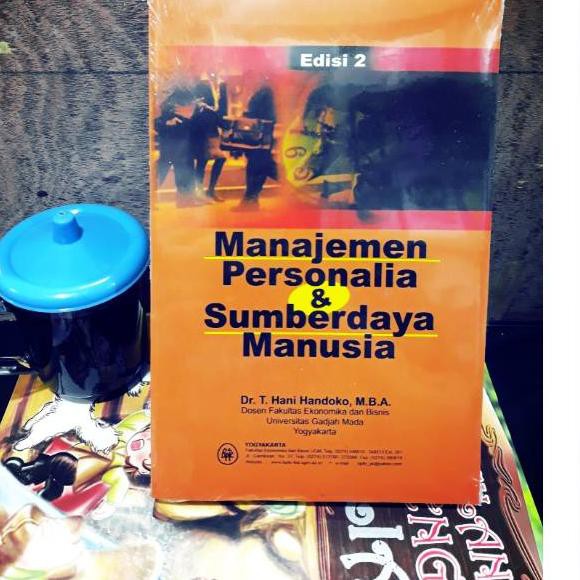 Edisi 2
Manajemen
Personalia
&
Sumberdaya
Manusia
Dr. T. Hani Handoko, M.B.A.
Dosen Fakultas Ekonomika dan Bisnis
Universitas Gadjah Mada
Yogyakarta
YOGYAKARTA